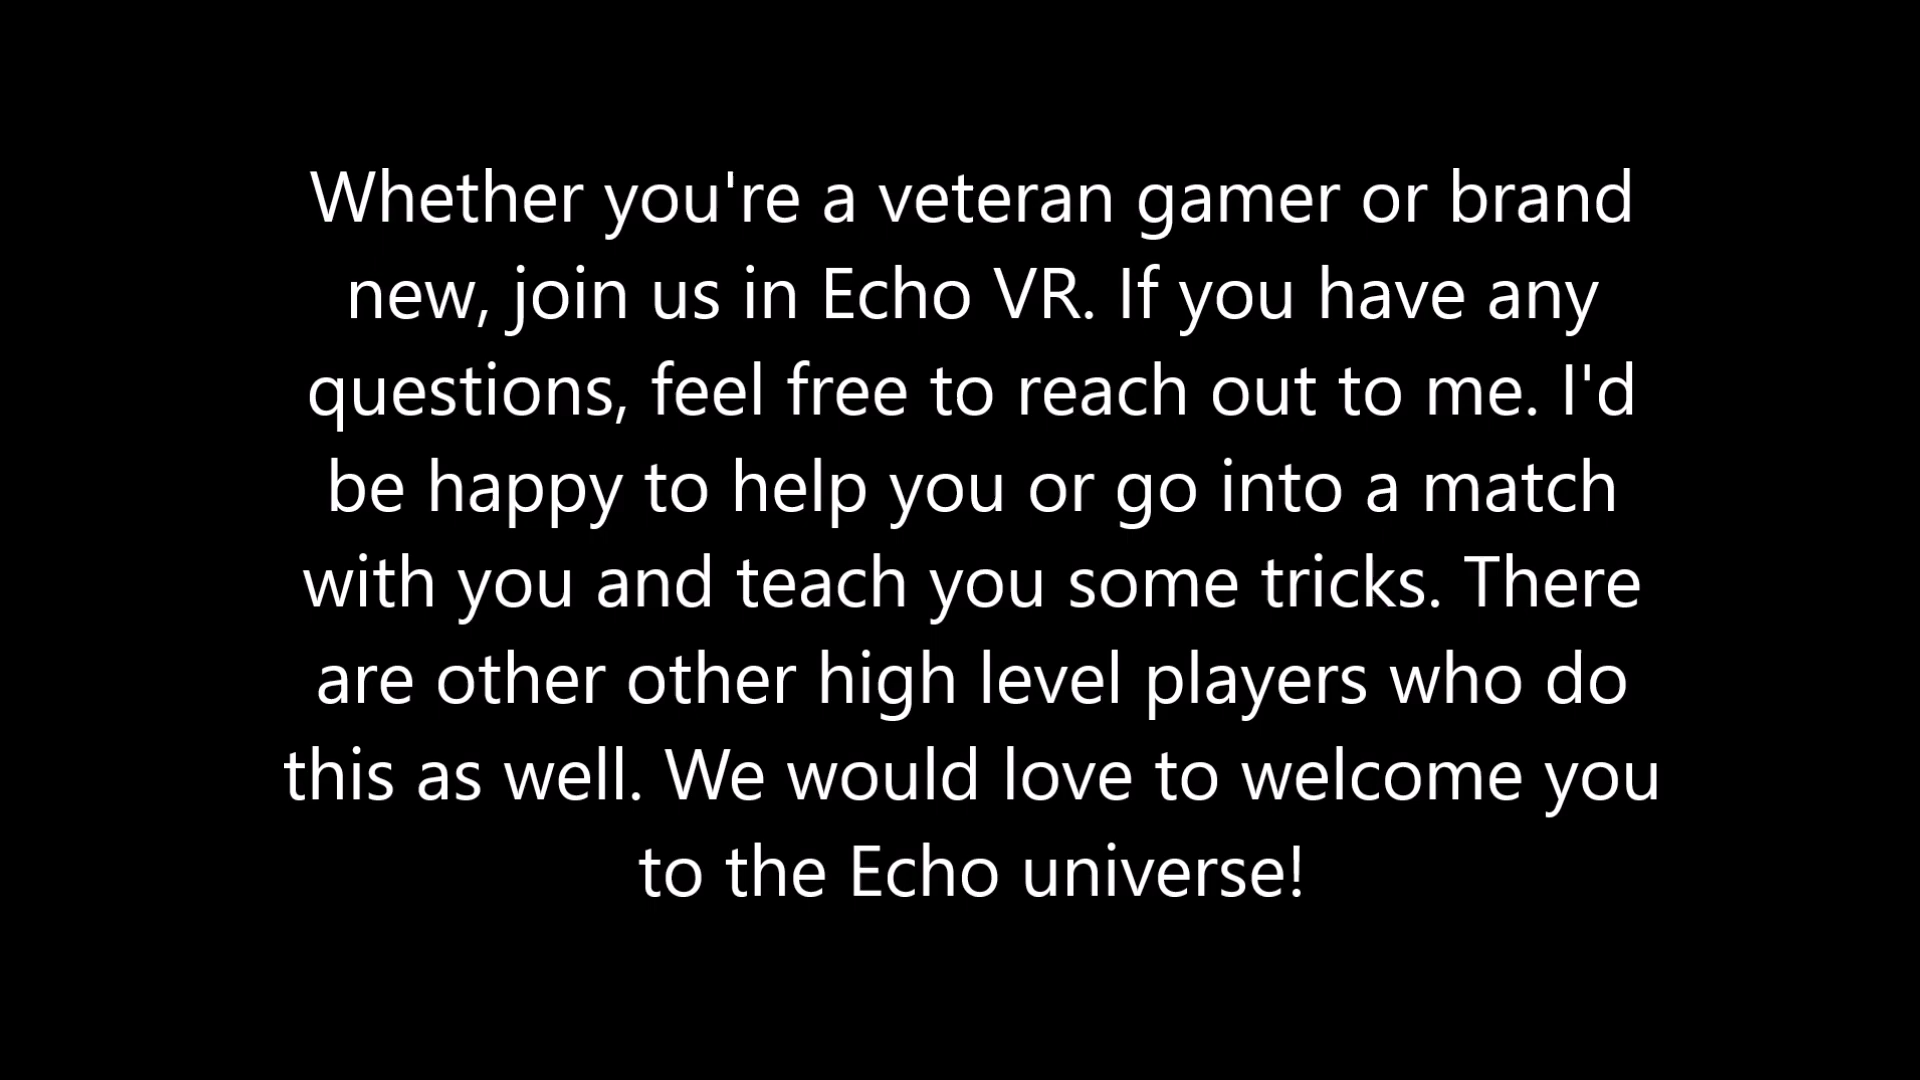 Whether you're a veteran gamer or brand
new, join us in Echo VR. If you have any
questions, feel free to reach out to me. I'd
be happy to help you or go into a match
with you and teach you some tricks. There
are other other high level players who do
this as well. We would love to welcome you
to the Echo universe!